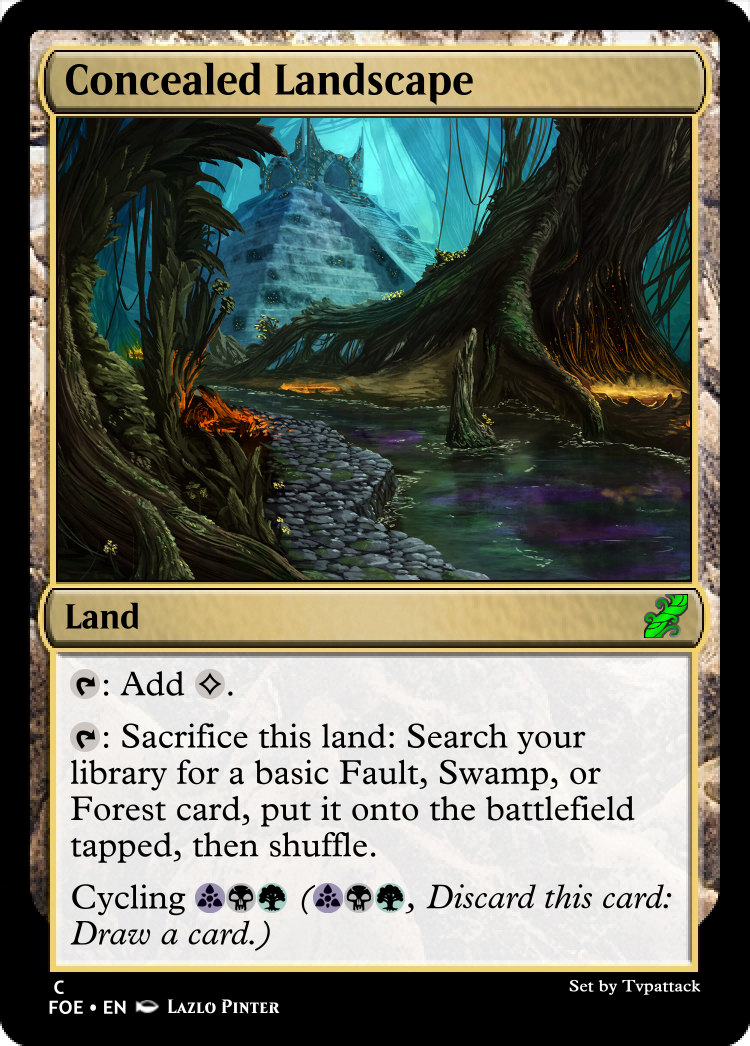 Concealed Landscape
Land
: Add .
: Sacrifice this land: Search your
library for a basic Fault, Swamp, or
Forest card, put it onto the battlefield
tapped, then shuffle.
Cycling (, Discard this card:
Draw a card.)
C
Set by Tvpattack
FOE • EN LAZLO PINTER